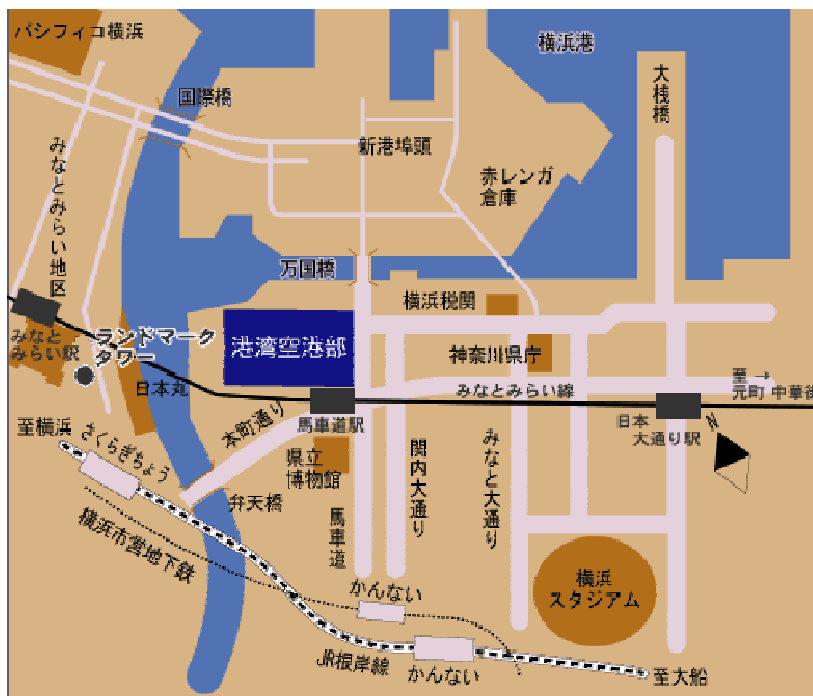 パシフィコ横浜
横浜港
国際橋
大桟橋
新港埠頭
みなとみらい地区
赤レンガ
倉庫
万国橋
横浜税関
みなと
みらい駅
ランドマーク
タワー
港湾空港部
神奈川県庁
日本丸
みなとみらい線
至→
元町 中華街
至横浜
さくらぎちょう
本町通り
馬車道駅
日本
大通り駅
N
県立
博物館
関内大通り
みなと大通り
弁天橋
馬車道
横浜市営地下鉄
横浜
スタジアム
かんない
JR根岸線
かんない
至大船